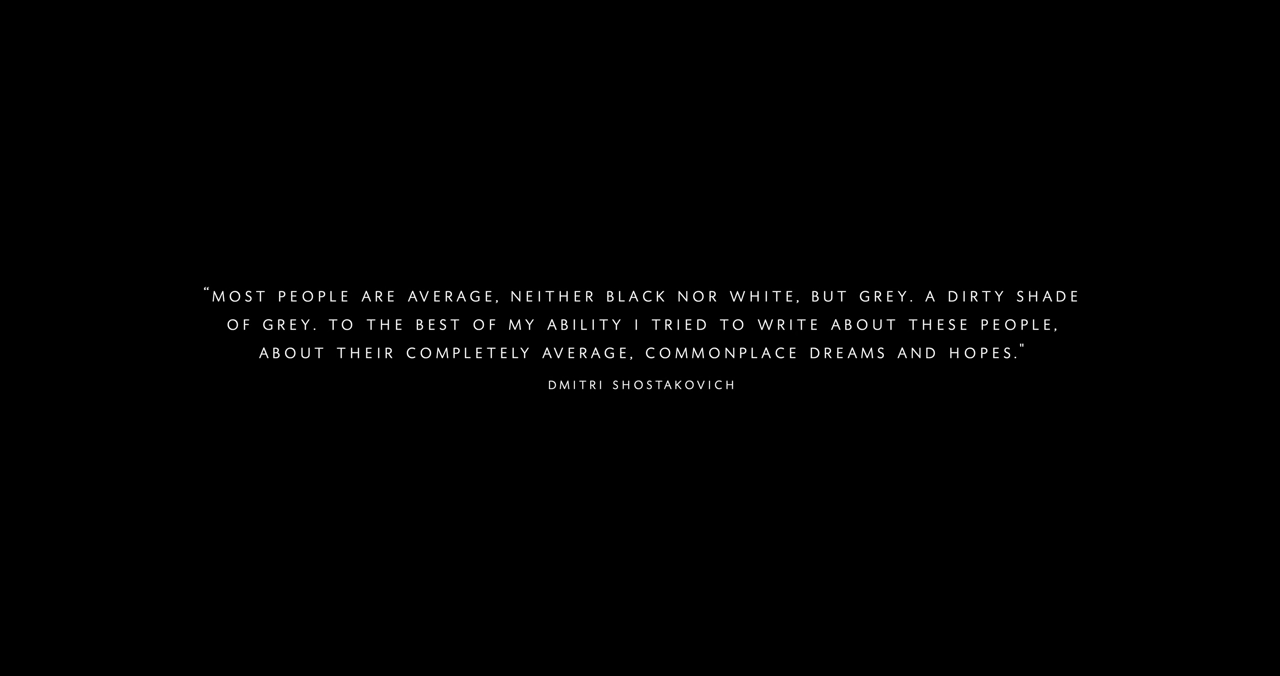 “MOST PEOPLE ARE AVERAGE, NEITHER BLACK NOR WHITE, BUT GREY. A DIRTY SHADE
OF GREY. TO THE BEST OF MY ABILITY I TRIED TO WRITE ABOUT THESE PEOPLE,
ABOUT THEIR COMPLETELY AVERAGE, COMMONPLACE DREAMS AND HOPES."
DMITRI SHOSTAKOVICH